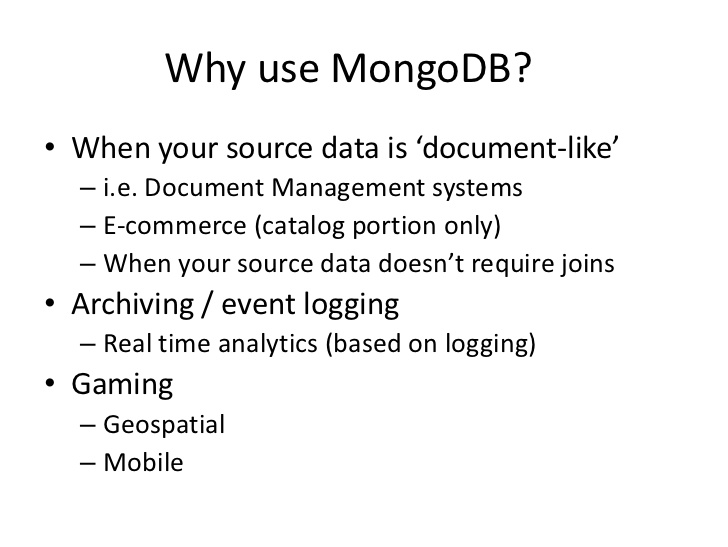 Why use MongoDB?
• When your source data is ‘document-like’
– i.e. Document Management systems
– E-commerce (catalog portion only)
– When your source data doesn’t require joins
• Archiving / event logging
– Real time analytics (based on logging)
• Gaming
– Geospatial
– Mobile